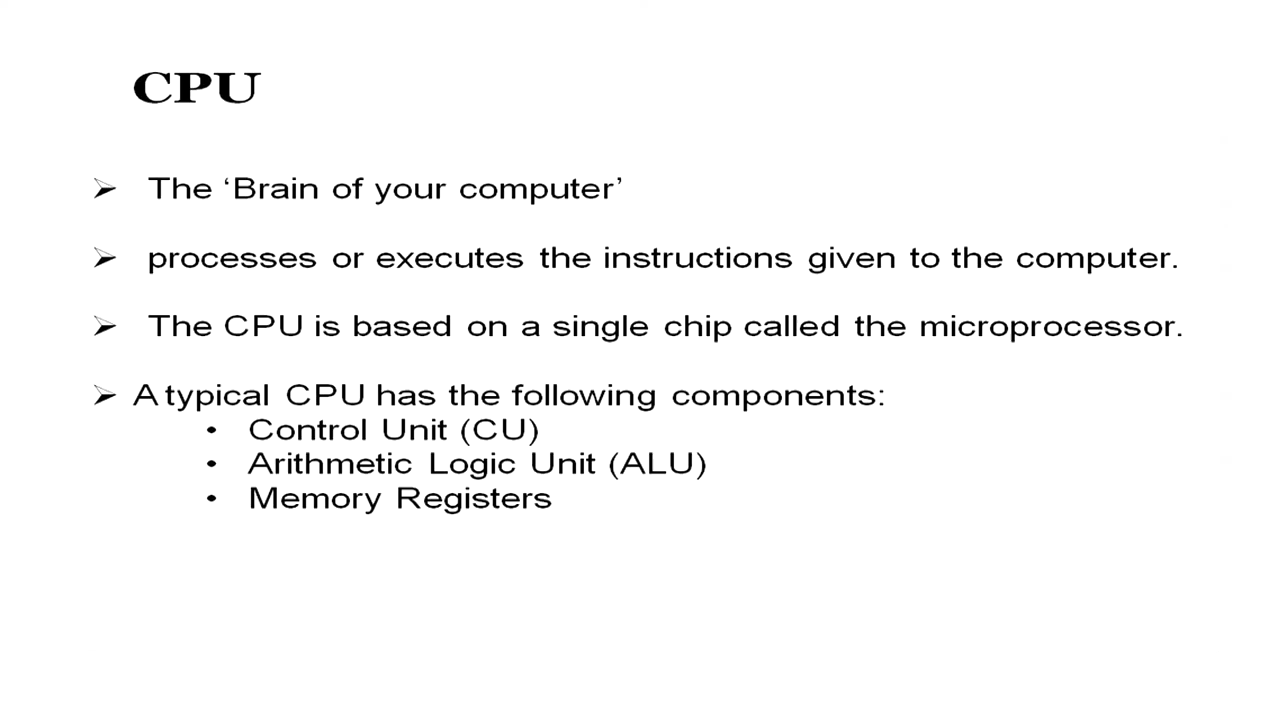 CPU
➢ The ‘Brain of your computer’
➢ processes or executes the instructions given to the computer.
➢ The CPU is based on a single chip called the microprocessor.
➢ A typical CPU has the following components:
• Control Unit (CU)
• Arithmetic Logic Unit (ALU)
• Memory Registers